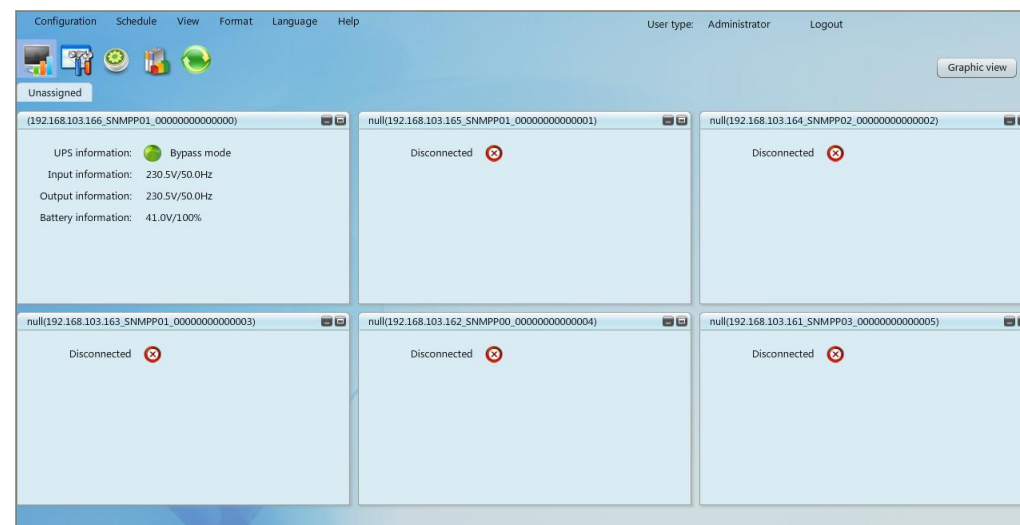 Configuration Schedule View Format Language Help User type: Administrator Logout
Graphic view
Unassigned
(192.168.103.166_SNMPP01_00000000000000) null(192.168.103.165_SNMPP01_00000000000001) null(192.168.103.164_SNMPP02_00000000000002)
UPS information: Bypass mode Disconnected Disconnected
Input information: 230.5V/50.0Hz
Output information: 230.5V/50.0Hz
Battery information: 41.0V/100%
null(192.168.103.163_SNMPP01_00000000000003) null(192.168.103.162_SNMPP00_00000000000004) null(192.168.103.161_SNMPP03_00000000000005)
Disconnected Disconnected Disconnected